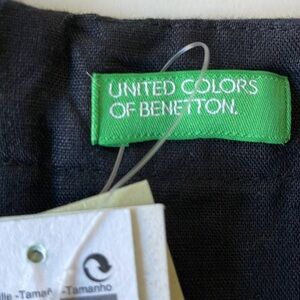 UNITED COLORS
OF BENETTON.
-Tamaño -Tamanho